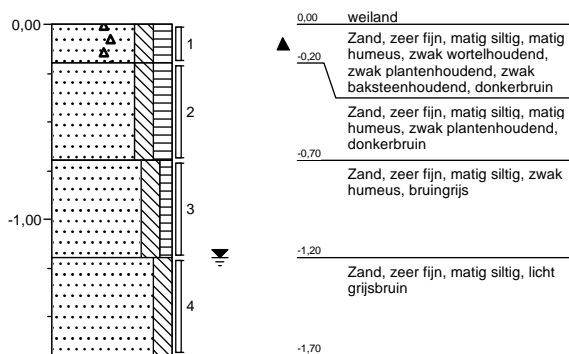 0,00
-1,00
1
2
3
4
0,00
weiland
Zand, zeer fijn, matig siltig, matig
humeus, zwak wortelhoudend,
zwak plantenhoudend, zwak
baksteenhoudend, donkerbruin
-0,20
Zand, zeer fijn, matig siltig, matig
humeus, zwak plantenhoudend,
donkerbruin
-0,70
Zand, zeer fijn, matig siltig, zwak
humeus, bruingrijs
-1,20
Zand, zeer fijn, matig siltig, licht
grijsbruin
-1,70